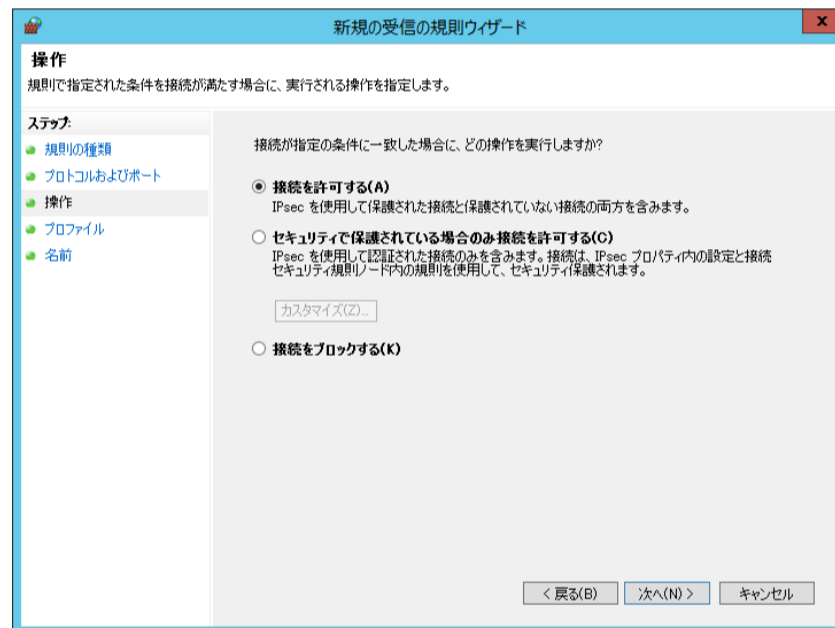 新規の受信の規則ウィザード
x
操作
規則で指定された条件を接続が満たす場合に、実行される操作を指定します。
ステップ:
規則の種類
プロトコルおよびポート
操作
プロファイル
名前
接続が指定の条件に一致した場合に、どの操作を実行しますか?
接続を許可する(A)
IPsec を使用して保護された接続と保護されていない接続の両方を含みます。
セキュリティで保護されている場合のみ接続を許可する(C)
IPsec を使用して認証された接続のみを含みます。接続は、IPsec プロパティ内の設定と接続
セキュリティ規則ノード内の規則を使用して、セキュリティ保護されます。
カスタマイズ(Z)...
接続をブロックする(K)
< 戻る(B)
次へ(N) >
キャンセル